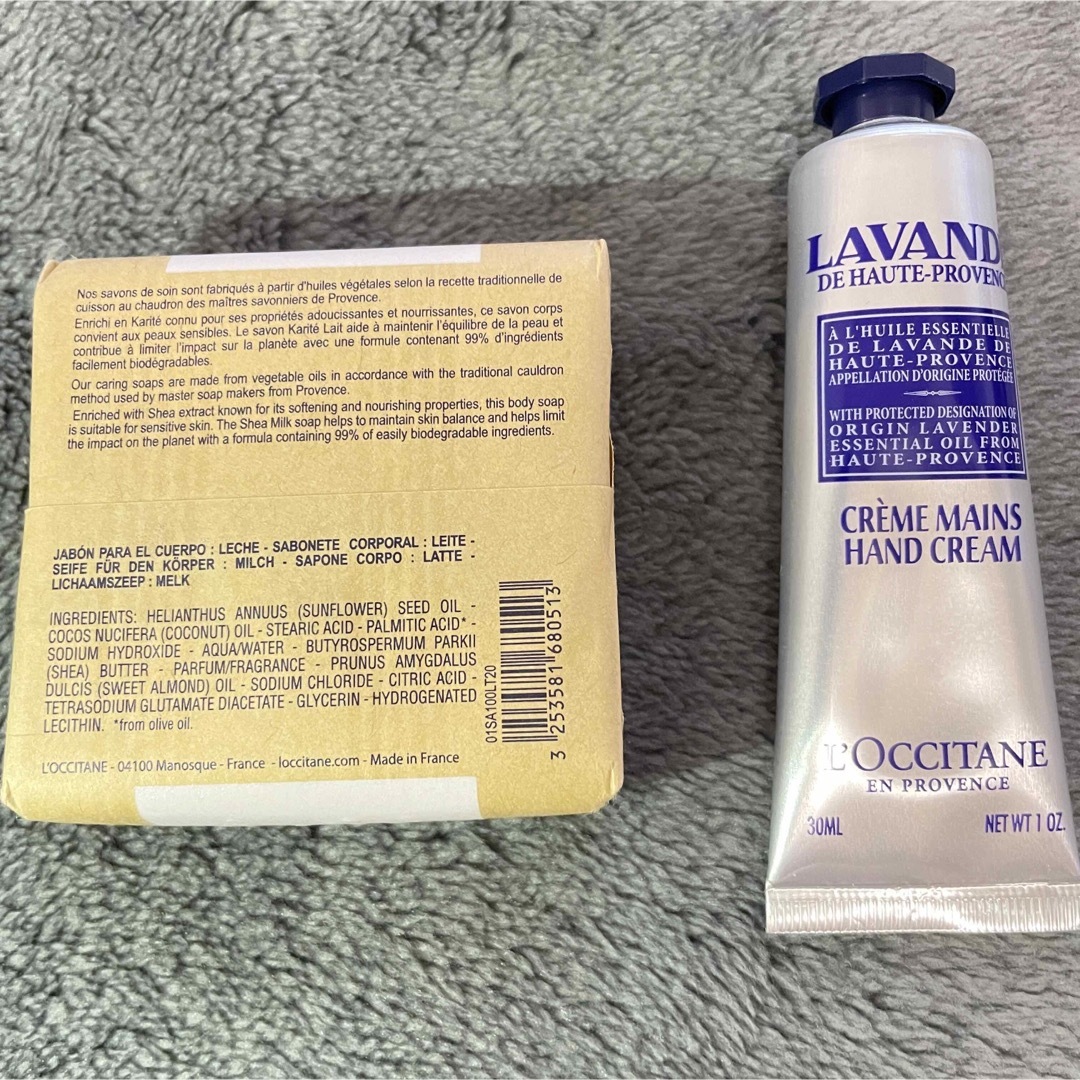 Nos savons de soin sont fabriqués à partir d'huiles végétales selon la recette traditionnelle de
cuisson au chaudron des maîtres savonniers de Provence.
Enrichi en Karité connu pour ses propriétés adoucissantes et nourrissantes, ce savon corps
convient aux peaux sensibles. Le savon Karité Lait aide à maintenir l'équilibre de la peau et
contribue à limiter l'impact sur la planète avec une formule contenant 99% d'ingrédients
facilement biodégradables.
Our caring soaps are made from vegetable oils in accordance with the traditional cauldron
method used by master soap makers from Provence.
Enriched with Shea extract known for its softening and nourishing properties, this body soap
is suitable for sensitive skin. The Shea Milk soap helps to maintain skin balance and helps limit
the impact on the planet with a formula containing 99% of easily biodegradable ingredients.
JABÓN PARA EL CUERPO : LECHE - SABONETE CORPORAL : LEITE -
SEIFE FÜR DEN KÖRPER : MILCH - SAPONE CORPO : LATTE -
LICHAAMSZEEP : MELK
INGREDIENTS: HELIANTHUS ANNUUS (SUNFLOWER) SEED OIL -
COCOS NUCIFERA (COCONUT) OIL - STEARIC ACID - PALMITIC ACID* -
SODIUM HYDROXIDE - AQUA/WATER - BUTYROSPERMUM PARKII
(SHEA) BUTTER - PARFUM/FRAGRANCE - PRUNUS AMYGDALUS
DULCIS (SWEET ALMOND) OIL - SODIUM CHLORIDE - CITRIC ACID -
TETRASODIUM GLUTAMATE DIACETATE - GLYCERIN - HYDROGENATED
LECITHIN. *from olive oil.
L'OCCITANE - 04100 Manosque - France - loccitane.com - Made in France
01SA100LT20
3 253581 680513
LAVANDE
DE HAUTE-PROVENCE
À L'HUILE ESSENTIELLE
DE LAVANDE DE
HAUTE-PROVENCE
APPELLATION D'ORIGINE PROTÉGÉE
WITH PROTECTED DESIGNATION OF
ORIGIN LAVENDER
ESSENTIAL OIL FROM
HAUTE-PROVENCE
CRÈME MAINS
HAND CREAM
L'OCCITANE
EN PROVENCE
30ML NET WT 1 OZ.